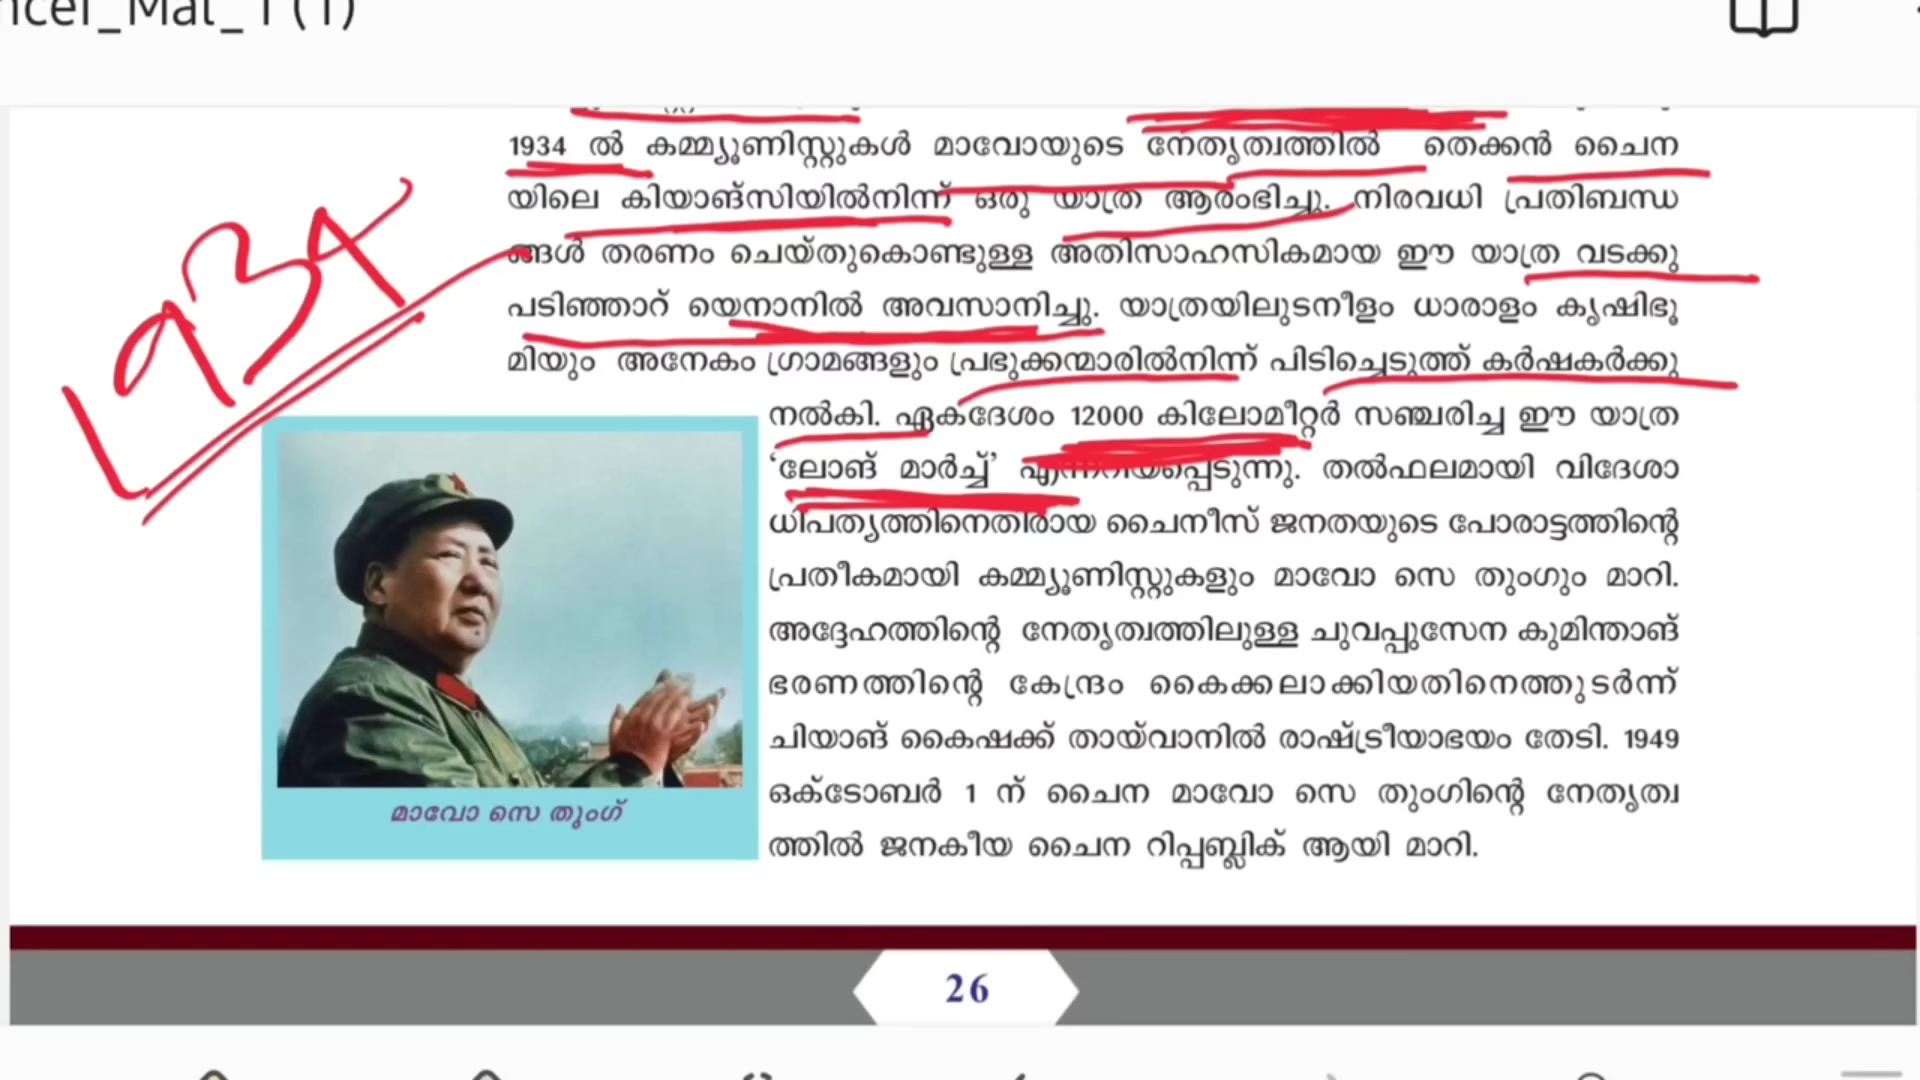 1934
1934 ൽ കമ്മ്യൂണിസ്റ്റുകൾ മാവോയുടെ നേതൃത്വത്തിൽ തെക്കൻ ചൈന
യിലെ കിയാങ്സിയിൽനിന്ന് ഒരു യാത്ര ആരംഭിച്ചു. നിരവധി പ്രതിബന്ധ
ങ്ങൾ തരണം ചെയ്തുകൊണ്ടുള്ള അതിസാഹസികമായ ഈ യാത്ര വടക്കു
പടിഞ്ഞാറ് യെനാനിൽ അവസാനിച്ചു. യാത്രയിലുടനീളം ധാരാളം കൃഷിഭൂ
മിയും അനേകം ഗ്രാമങ്ങളും പ്രഭുക്കന്മാരിൽനിന്ന് പിടിച്ചെടുത്ത് കർഷകർക്കു
നൽകി. ഏകദേശം 12000 കിലോമീറ്റർ സഞ്ചരിച്ച ഈ യാത്ര
‘ലോങ് മാർച്ച്’ എന്നറിയപ്പെടുന്നു. തൽഫലമായി വിദേശാ
ധിപത്യത്തിനെതിരായ ചൈനീസ് ജനതയുടെ പോരാട്ടത്തിന്റെ
പ്രതീകമായി കമ്മ്യൂണിസ്റ്റുകളും മാവോ സെ തുംഗും മാറി.
അദ്ദേഹത്തിന്റെ നേതൃത്വത്തിലുള്ള ചുവപ്പുസേന കുമിന്താങ്
ഭരണത്തിന്റെ കേന്ദ്രം കൈക്കലാക്കിയതിനെത്തുടർന്ന്
ചിയാങ് കൈഷക്ക് തായ്‌വാനിൽ രാഷ്ട്രീയാഭയം തേടി. 1949
ഒക്ടോബർ 1 ന് ചൈന മാവോ സെ തുംഗിന്റെ നേതൃത്വ
ത്തിൽ ജനകീയ ചൈന റിപ്പബ്ലിക് ആയി മാറി.
മാവോ സെ തുംഗ്
26